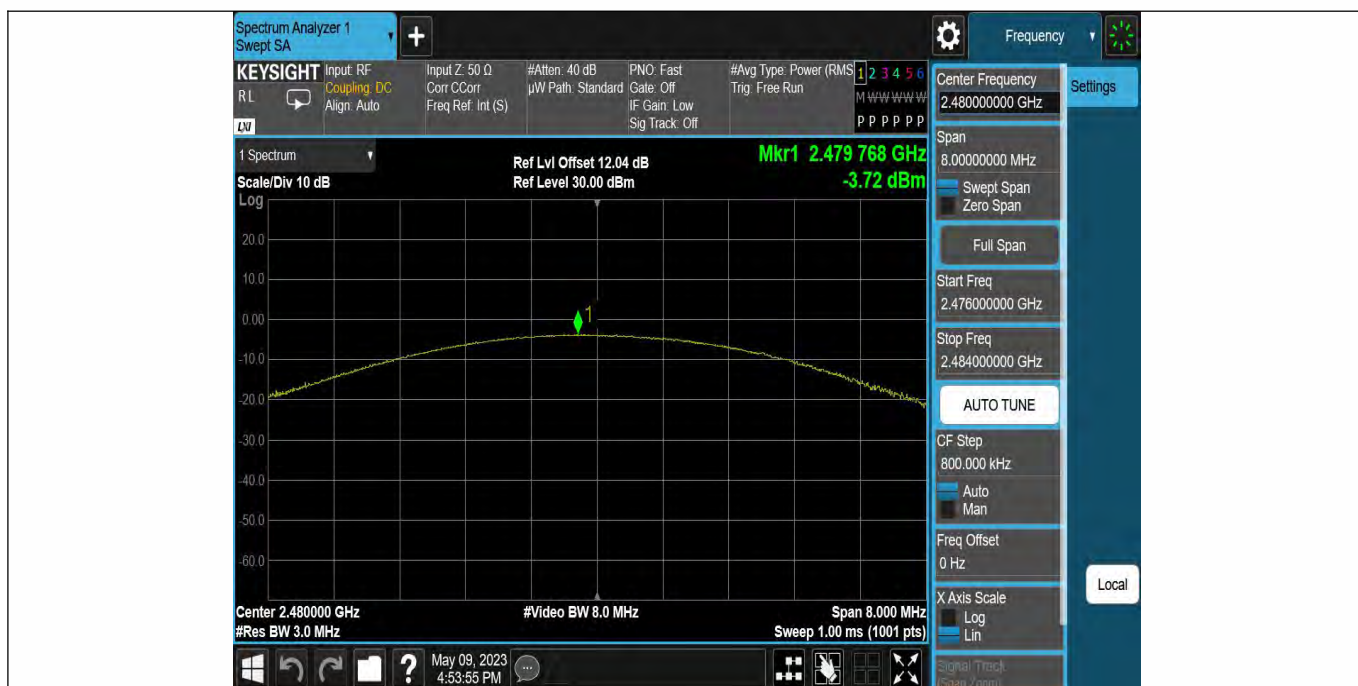 Spectrum Analyzer 1
Swept SA
+
Frequency
KEYSIGHT
RL
LXI
Input: RF
Coupling: DC
Align: Auto
Input Z: 50 Ω
Corr CCorr
Freq Ref: Int (S)
#Atten: 40 dB
µW Path: Standard
PNO: Fast
Gate: Off
IF Gain: Low
Sig Track: Off
#Avg Type: Power (RMS
Trig: Free Run
1 2 3 4 5 6
M W W W W W
P P P P P P
1 Spectrum
Scale/Div 10 dB
Log
Ref Lvl Offset 12.04 dB
Ref Level 30.00 dBm
Mkr1 2.479 768 GHz
-3.72 dBm
20.0
10.0
0.00
-10.0
-20.0
-30.0
-40.0
-50.0
-60.0
1
Center 2.480000 GHz
#Res BW 3.0 MHz
#Video BW 8.0 MHz
Span 8.000 MHz
Sweep 1.00 ms (1001 pts)
?
May 09, 2023
4:53:55 PM
Center Frequency
2.480000000 GHz
Settings
Span
8.00000000 MHz
Swept Span
Zero Span
Full Span
Start Freq
2.476000000 GHz
Stop Freq
2.484000000 GHz
AUTO TUNE
CF Step
800.000 kHz
Auto
Man
Freq Offset
0 Hz
X Axis Scale
Log
Lin
Local
Signal Track
(Span Zoom)